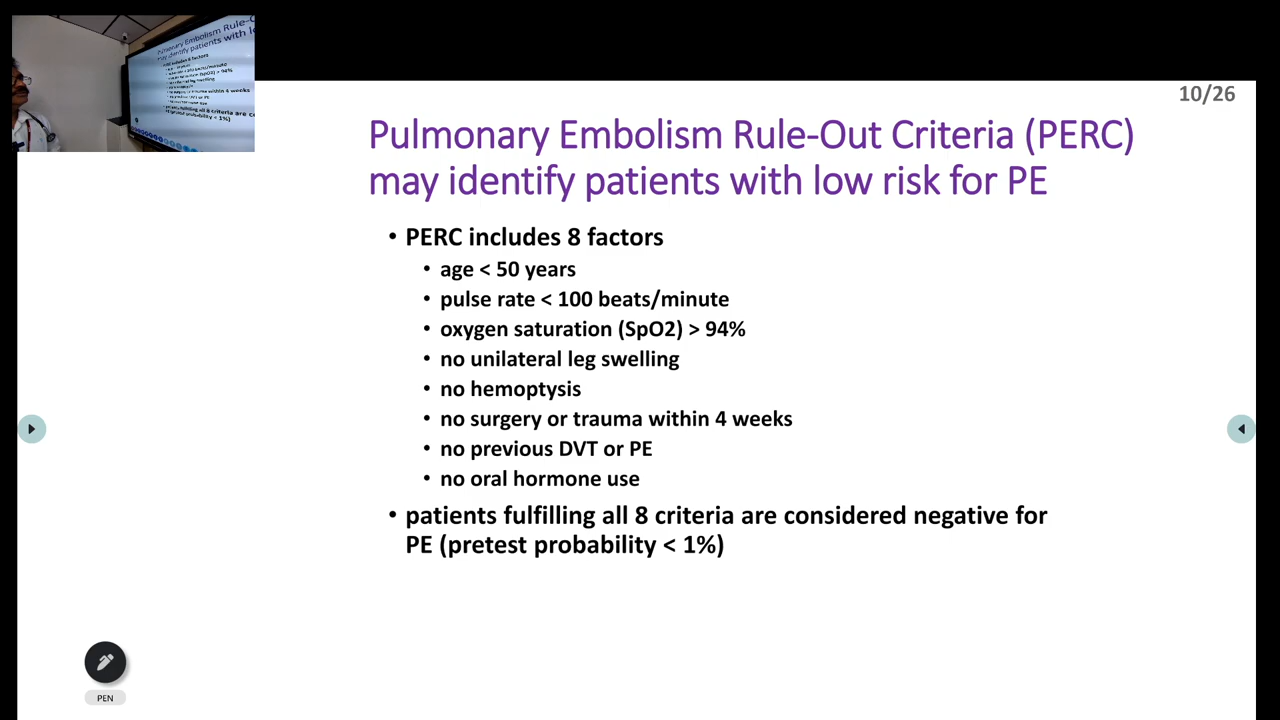 10/26
Pulmonary Embolism Rule-Out Criteria (PERC)
may identify patients with low risk for PE
• PERC includes 8 factors
• age < 50 years
• pulse rate < 100 beats/minute
• oxygen saturation (SpO2) > 94%
• no unilateral leg swelling
• no hemoptysis
• no surgery or trauma within 4 weeks
• no previous DVT or PE
• no oral hormone use
• patients fulfilling all 8 criteria are considered negative for
PE (pretest probability < 1%)
PEN